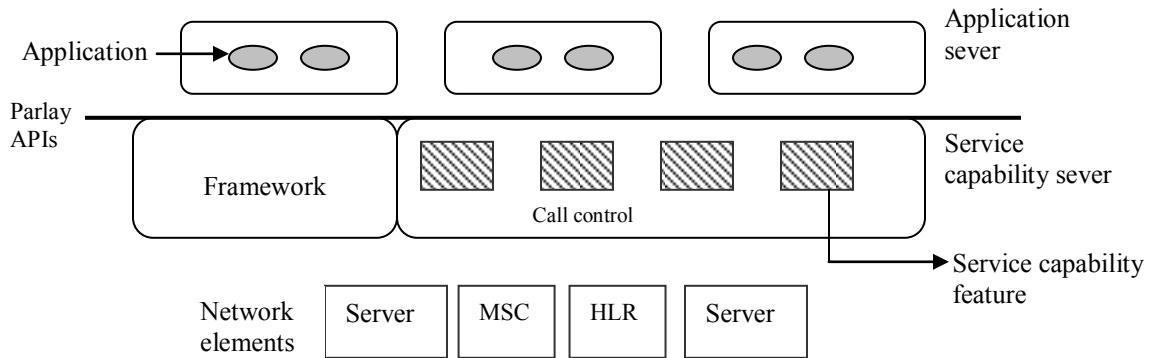 Application
Application
sever
Parlay
APIs
Framework
Call control
Service
capability sever
Service capability
feature
Network
elements
Server
MSC
HLR
Server